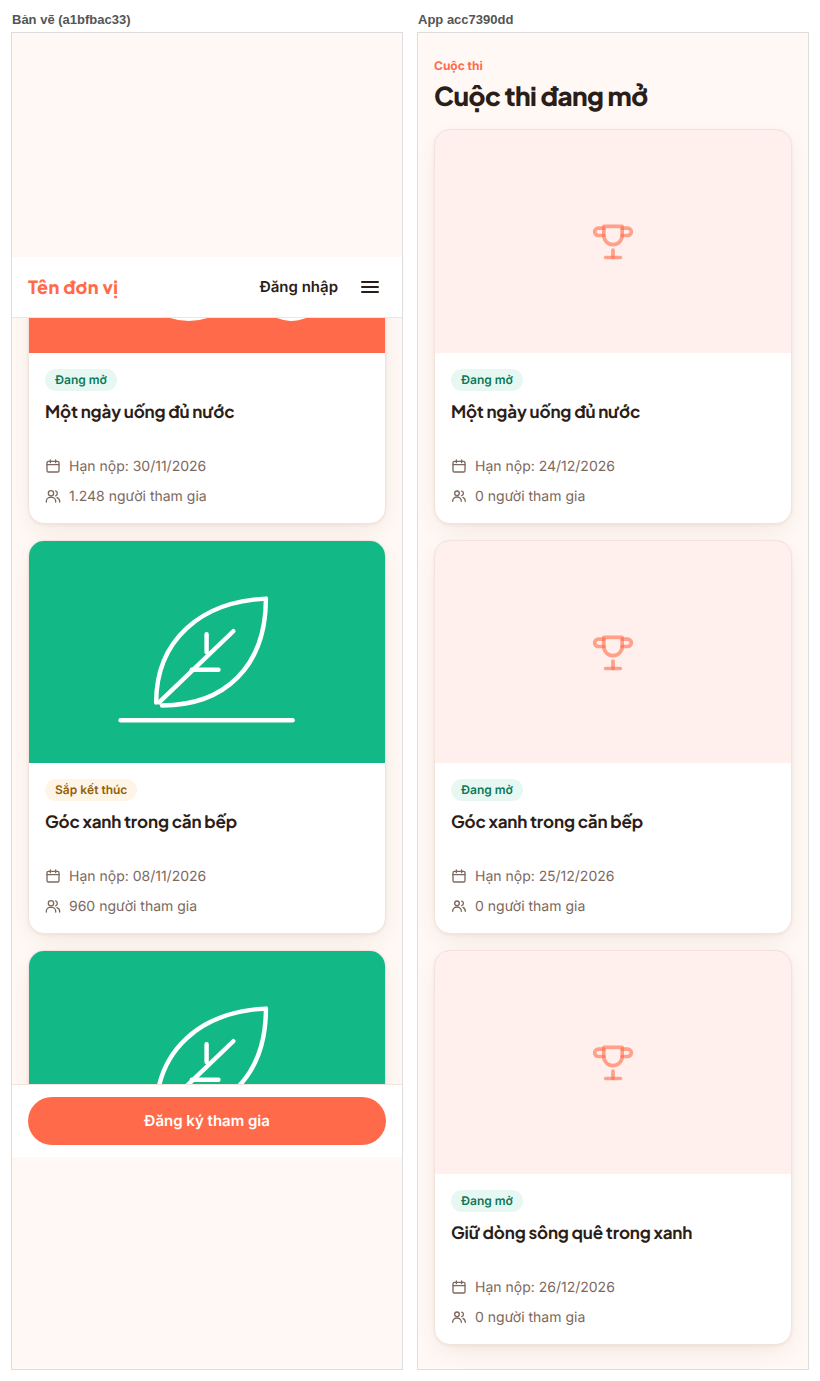 Bản vẽ (a1bfbac33)
Tên đơn vị
Đăng nhập
Đang mở
Một ngày uống đủ nước
Hạn nộp: 30/11/2026
1.248 người tham gia
Sắp kết thúc
Góc xanh trong căn bếp
Hạn nộp: 08/11/2026
960 người tham gia
Đăng ký tham gia
App acc7390dd
Cuộc thi
Cuộc thi đang mở
Đang mở
Một ngày uống đủ nước
Hạn nộp: 24/12/2026
0 người tham gia
Đang mở
Góc xanh trong căn bếp
Hạn nộp: 25/12/2026
0 người tham gia
Đang mở
Giữ dòng sông quê trong xanh
Hạn nộp: 26/12/2026
0 người tham gia